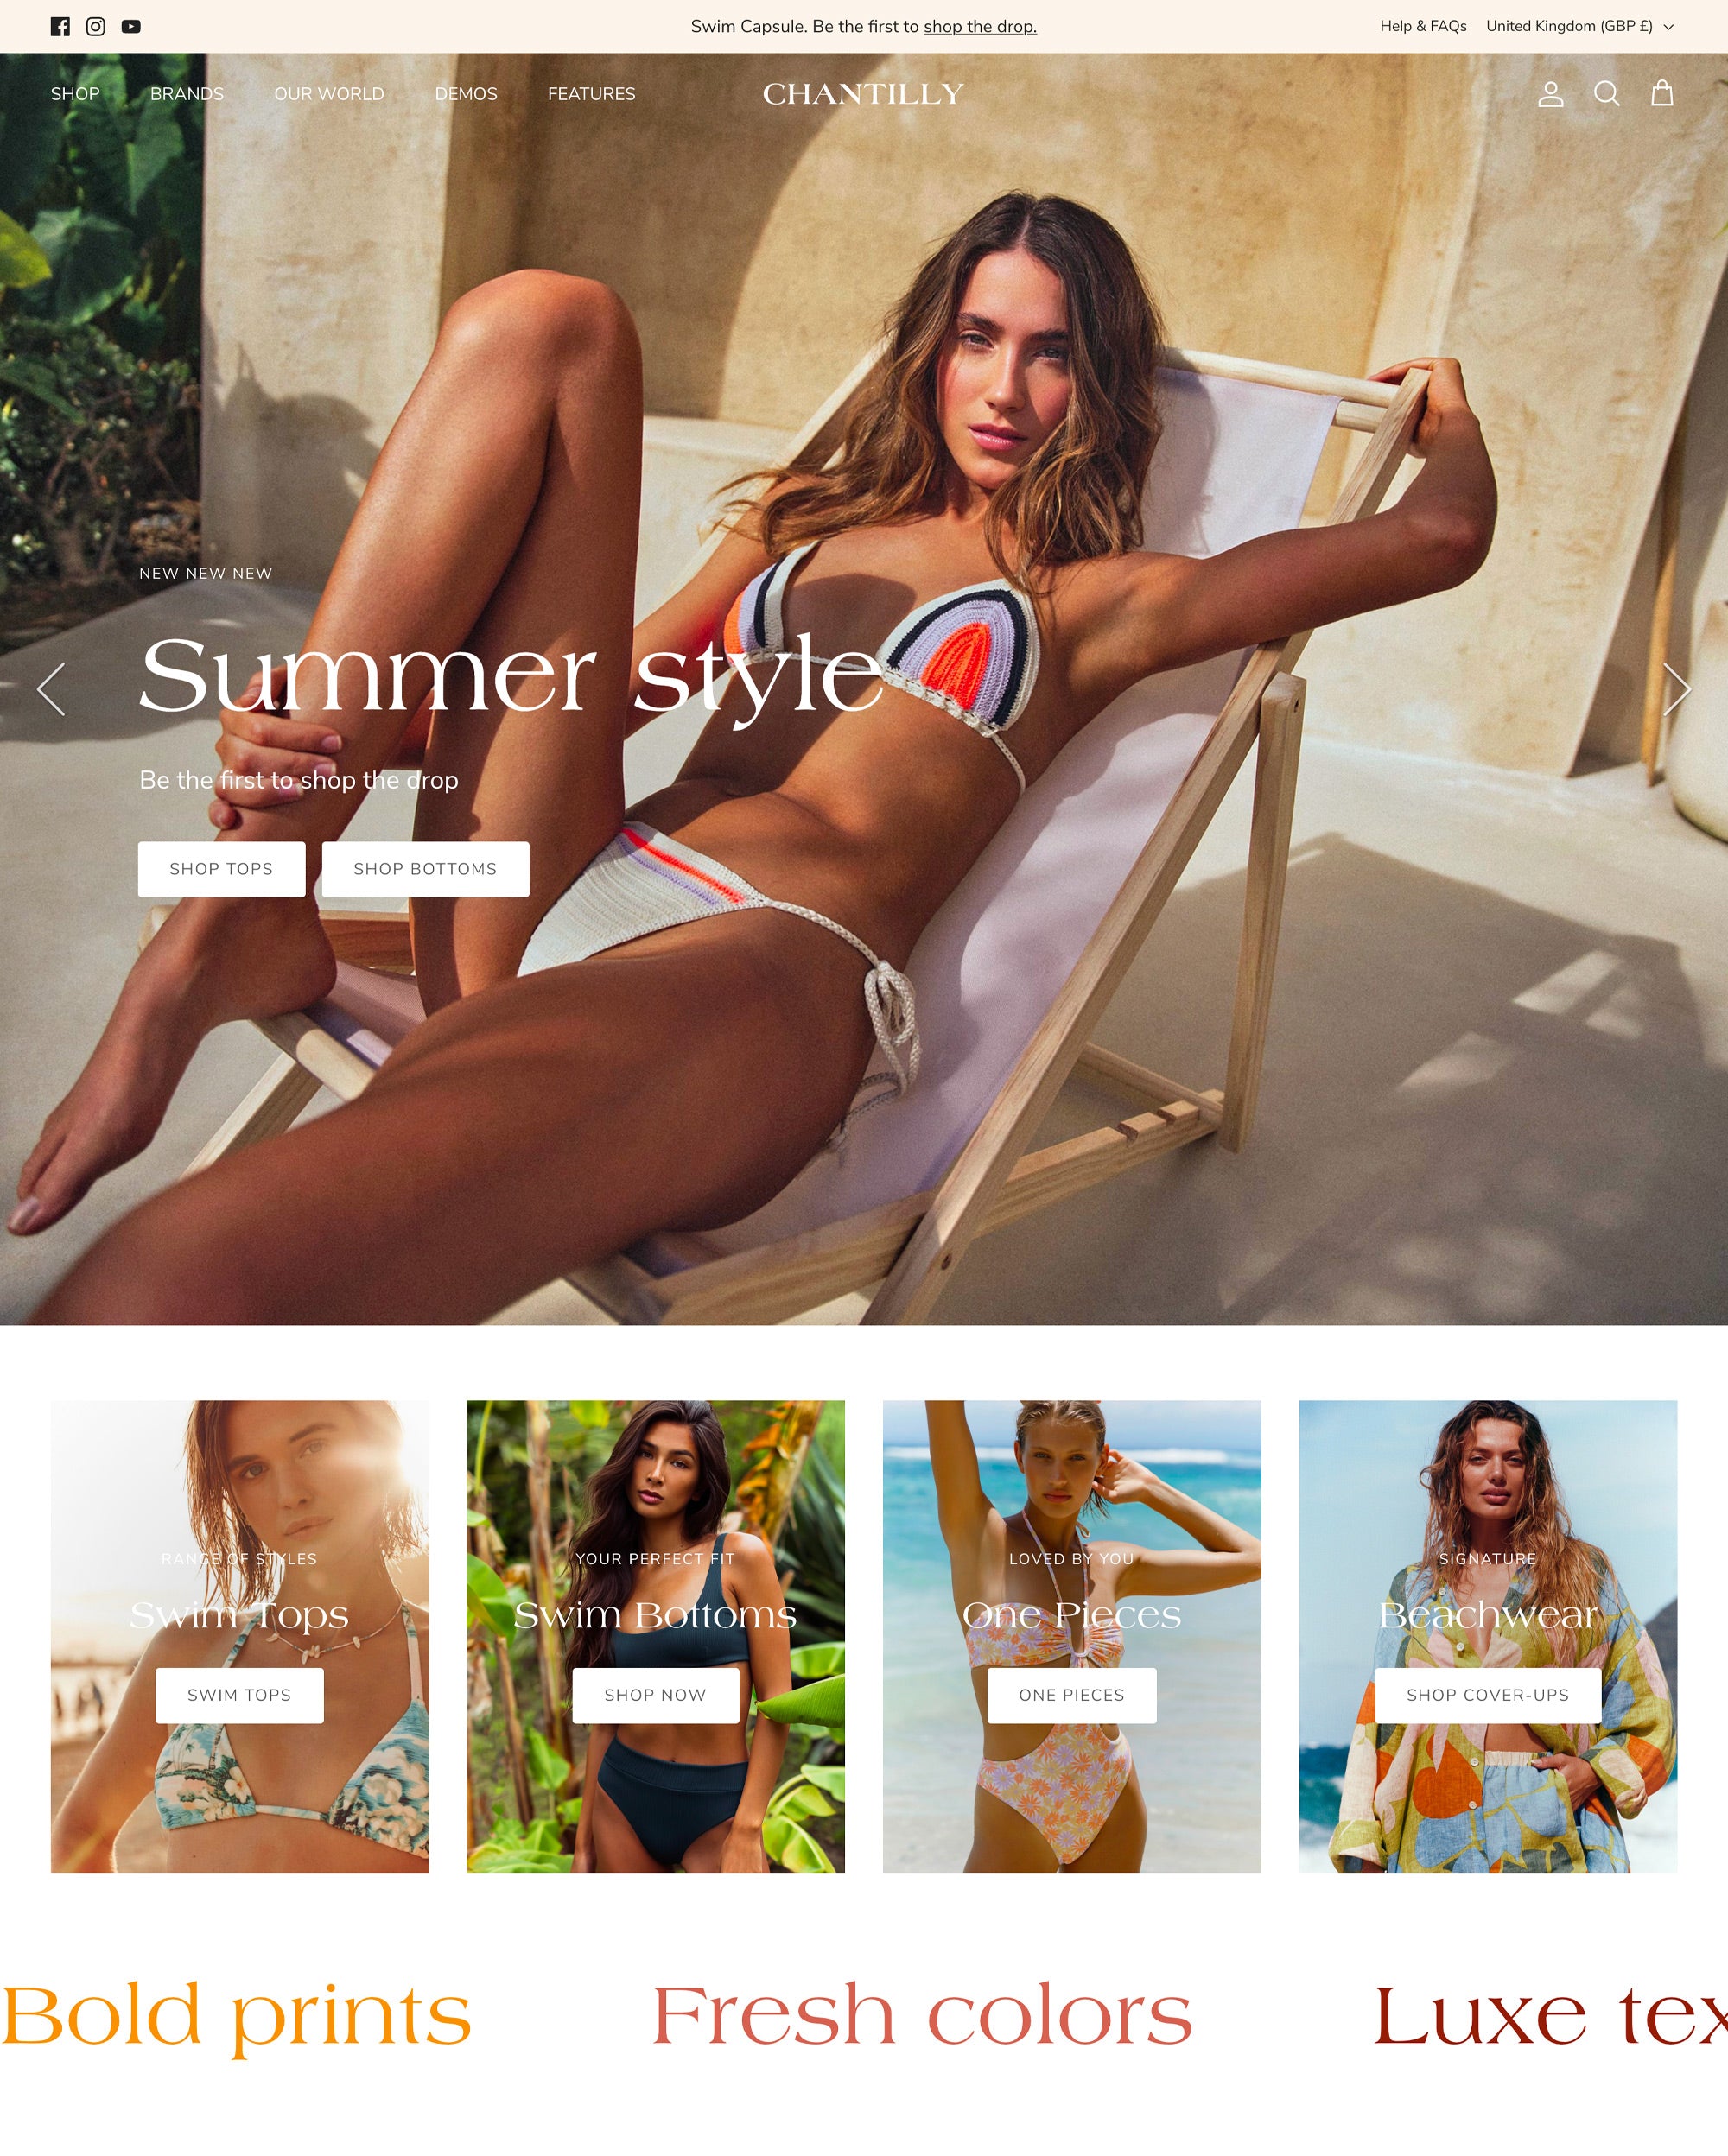 Swim Capsule. Be the first to shop the drop.
Help & FAQs
United Kingdom (GBP £)
SHOP
BRANDS
OUR WORLD
DEMOS
FEATURES
CHANTILLY
NEW NEW NEW
Summer style
Be the first to shop the drop
SHOP TOPS
SHOP BOTTOMS
RANGE OF STYLES
Swim Tops
SWIM TOPS
YOUR PERFECT FIT
Swim Bottoms
SHOP NOW
LOVED BY YOU
One Pieces
ONE PIECES
SIGNATURE
Beachwear
SHOP COVER-UPS
Bold prints
Fresh colors
Luxe tex